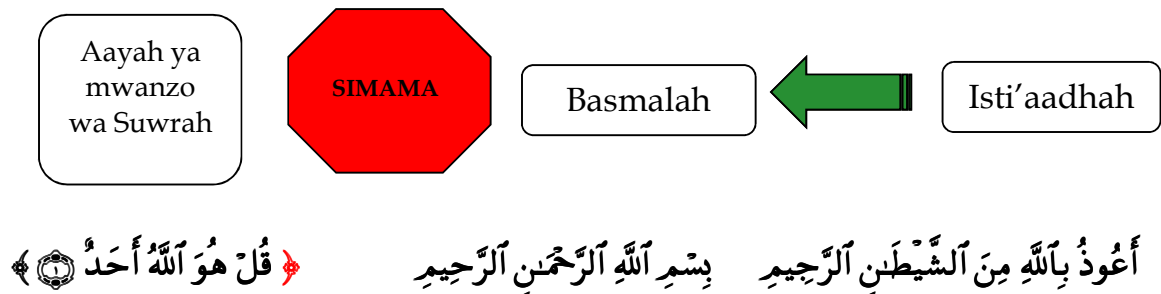 Aayah ya
mwanzo
wa Suwrah
SIMAMA
Basmalah
Isti’aadhah
أَعُوذُ بِٱللَّهِ مِنَ ٱلشَّيْطَـٰنِ ٱلرَّجِيمِ بِسْمِ ٱللَّهِ ٱلرَّحْمَـٰنِ ٱلرَّحِيمِ ﴿ قُلْ هُوَ ٱللَّهُ أَحَدٌ ١ ﴾